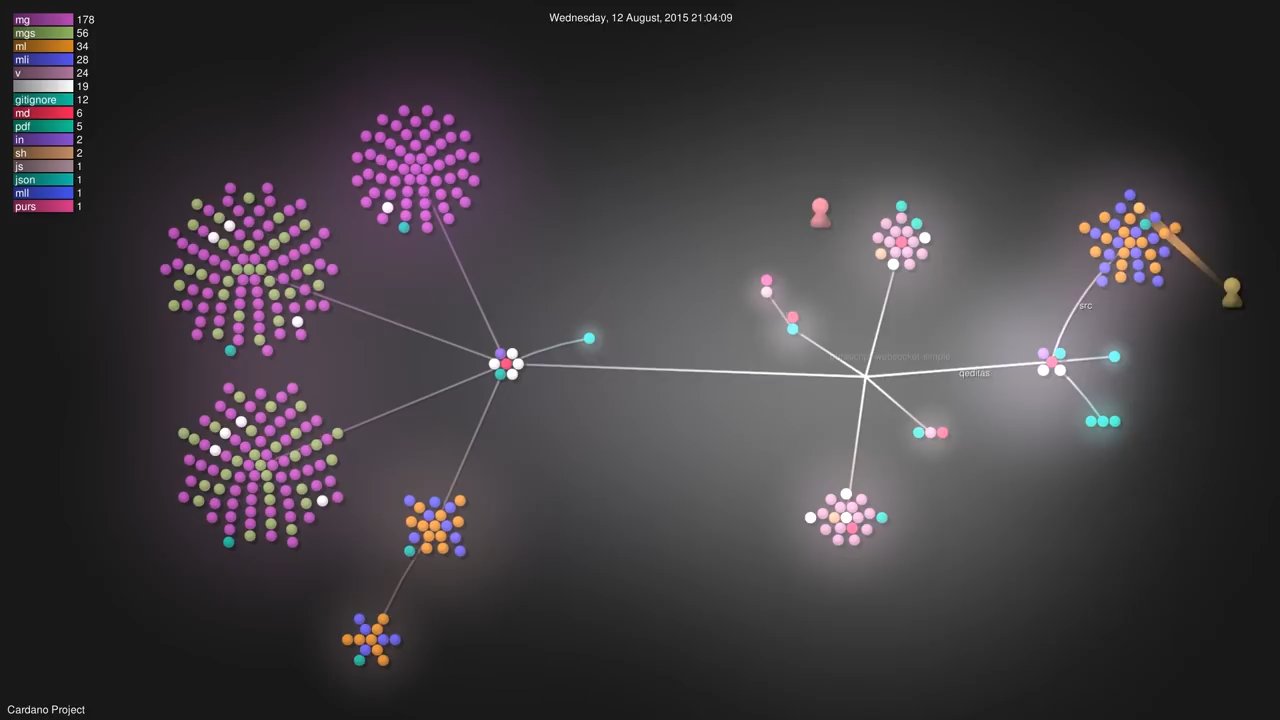 Wednesday, 12 August, 2015 21:04:09
mg 178
mgs 56
ml 34
mli 28
v 24
19
gitignore 12
md 6
pdf 5
in 2
sh 2
js 1
json 1
mll 1
purs 1
src
qeditas
Cardano Project